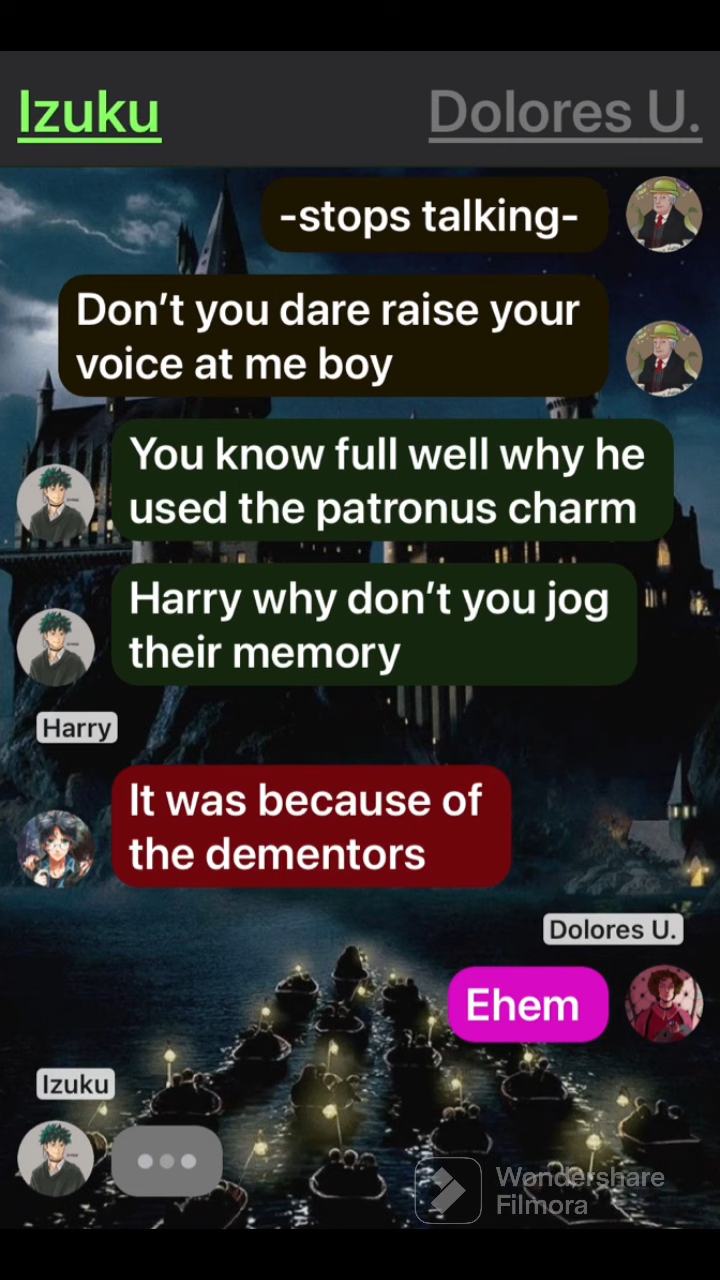 Izuku
Dolores U.
-stops talking-
Don’t you dare raise your
voice at me boy
You know full well why he
used the patronus charm
Harry why don’t you jog
their memory
Harry
It was because of
the dementors
Dolores U.
Ehem
Izuku
Wondershare
Filmora